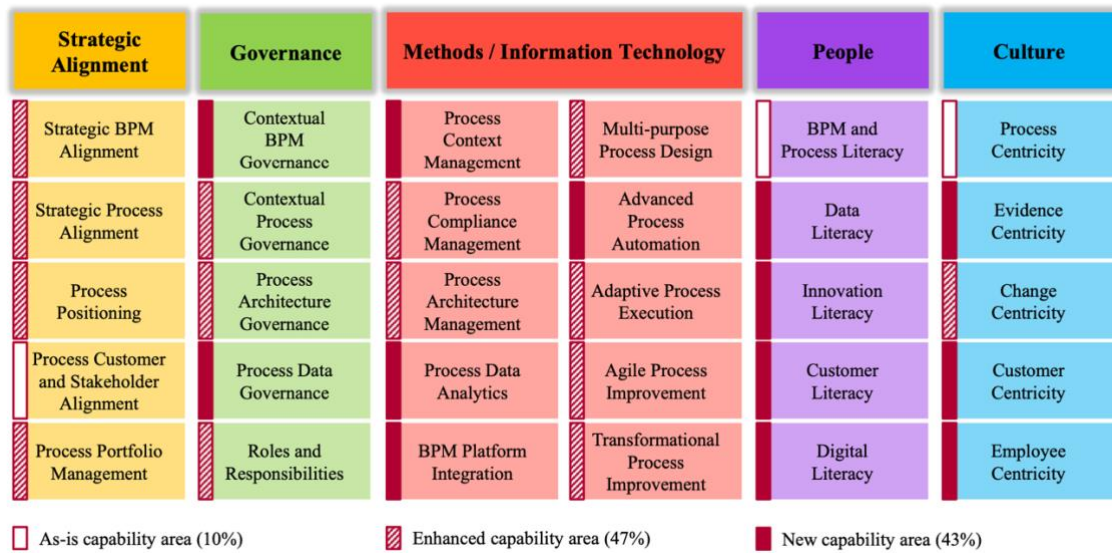 Strategic
Alignment
Governance
Methods / Information Technology
People
Culture
Strategic BPM
Alignment
Contextual
BPM
Governance
Process
Context
Management
Multi-purpose
Process Design
BPM and
Process Literacy
Process
Centricity
Strategic Process
Alignment
Contextual
Process
Governance
Process
Compliance
Management
Advanced
Process
Automation
Data
Literacy
Evidence
Centricity
Process
Positioning
Process
Architecture
Governance
Process
Architecture
Management
Adaptive Process
Execution
Innovation
Literacy
Change
Centricity
Process Customer
and Stakeholder
Alignment
Process Data
Governance
Process Data
Analytics
Agile Process
Improvement
Customer
Literacy
Customer
Centricity
Process Portfolio
Management
Roles and
Responsibilities
BPM Platform
Integration
Transformational
Process
Improvement
Digital
Literacy
Employee
Centricity
As-is capability area (10%)
Enhanced capability area (47%)
New capability area (43%)